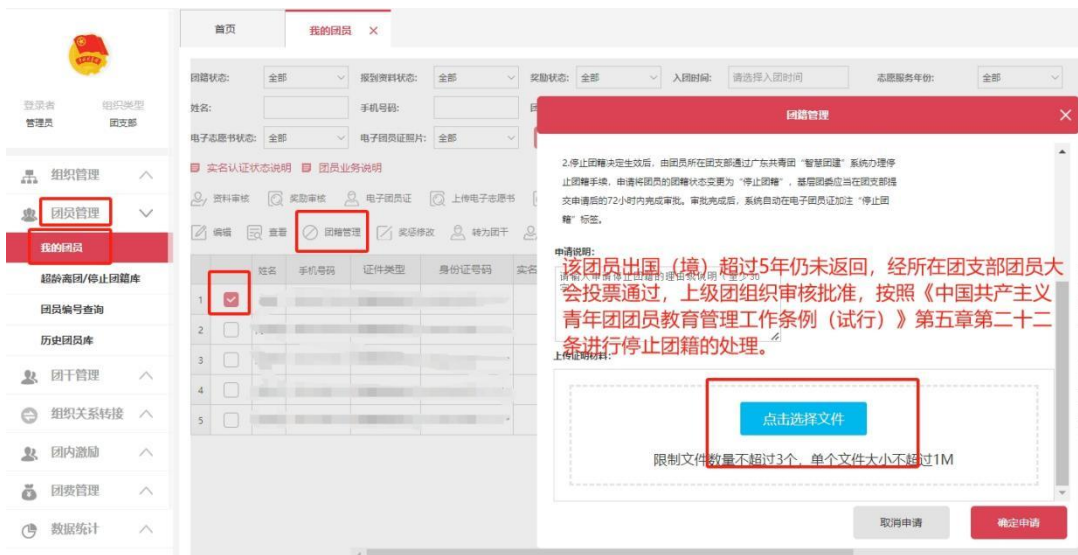 首页
我的团员 ×
登录者
组织类型
管理员
团支部
组织管理
团员管理
我的团员
超龄离团/停止团籍库
团员编号查询
历史团员库
团干管理
组织关系转接
团内激励
团费管理
数据统计
团籍状态: 全部
报到资料状态: 全部
奖励状态: 全部
入团时间: 请选择入团时间
志愿服务年份: 全部
姓名:
手机号码:
电子志愿书状态: 全部
电子团员证照片: 全部
实名认证状态说明
团员业务说明
资料审核
奖励审核
电子团员证
上传电子志愿书
编辑
查看
团籍管理
奖惩修改
转为团干
姓名
手机号码
证件类型
身份证号码
实名
1
2
3
4
5
团籍管理
2.停止团籍决定生效后，由团员所在团支部通过广东共青团“智慧团建”系统办理停
止团籍手续，申请将团员的团籍状态变更为“停止团籍”，基层团委应当在团支部提
交申请后的72小时内完成审批。审批完成后，系统自动在电子团员证加注“停止团
籍”标签。
申请说明:
该团员出国（境）超过5年仍未返回，经所在团支部团员大
会投票通过，上级团组织审核批准，按照《中国共产主义
青年团团员教育管理工作条例（试行）》第五章第二十二
条进行停止团籍的处理。
上传证明材料:
点击选择文件
限制文件数量不超过3个，单个文件大小不超过1M
取消申请
确定申请